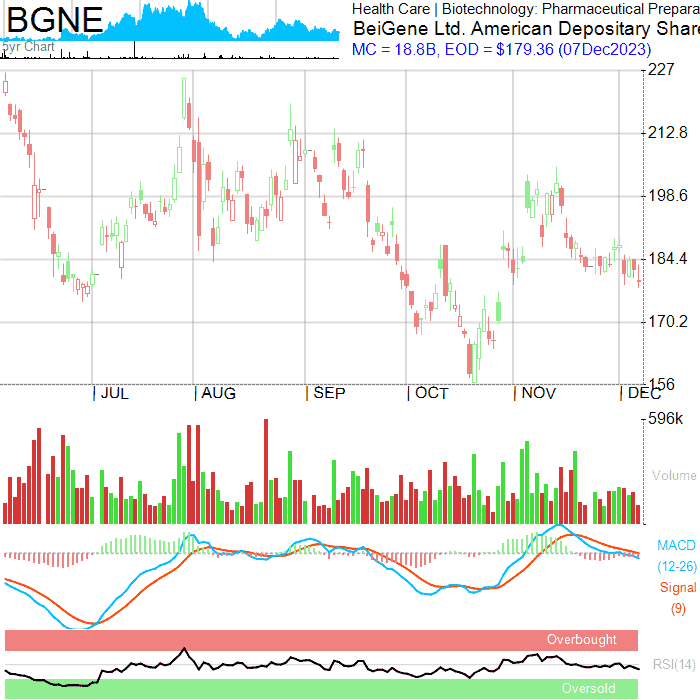 BGNE
5yr Chart
Health Care | Biotechnology: Pharmaceutical Prepara
BeiGene Ltd. American Depositary Share
MC = 18.8B, EOD = $179.36 (07Dec2023)
227
212.8
198.6
184.4
170.2
156
JUL AUG SEP OCT NOV DEC
596k
Volume
MACD
(12-26)
Signal
(9)
Overbought
RSI(14)
Oversold